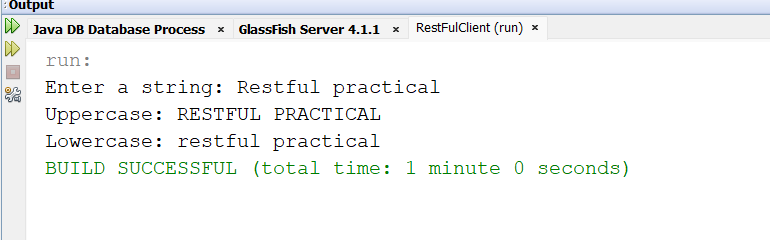 Output
Java DB Database Process × GlassFish Server 4.1.1 × RestFulClient (run) ×
run:
Enter a string: Restful practical
Uppercase: RESTFUL PRACTICAL
Lowercase: restful practical
BUILD SUCCESSFUL (total time: 1 minute 0 seconds)